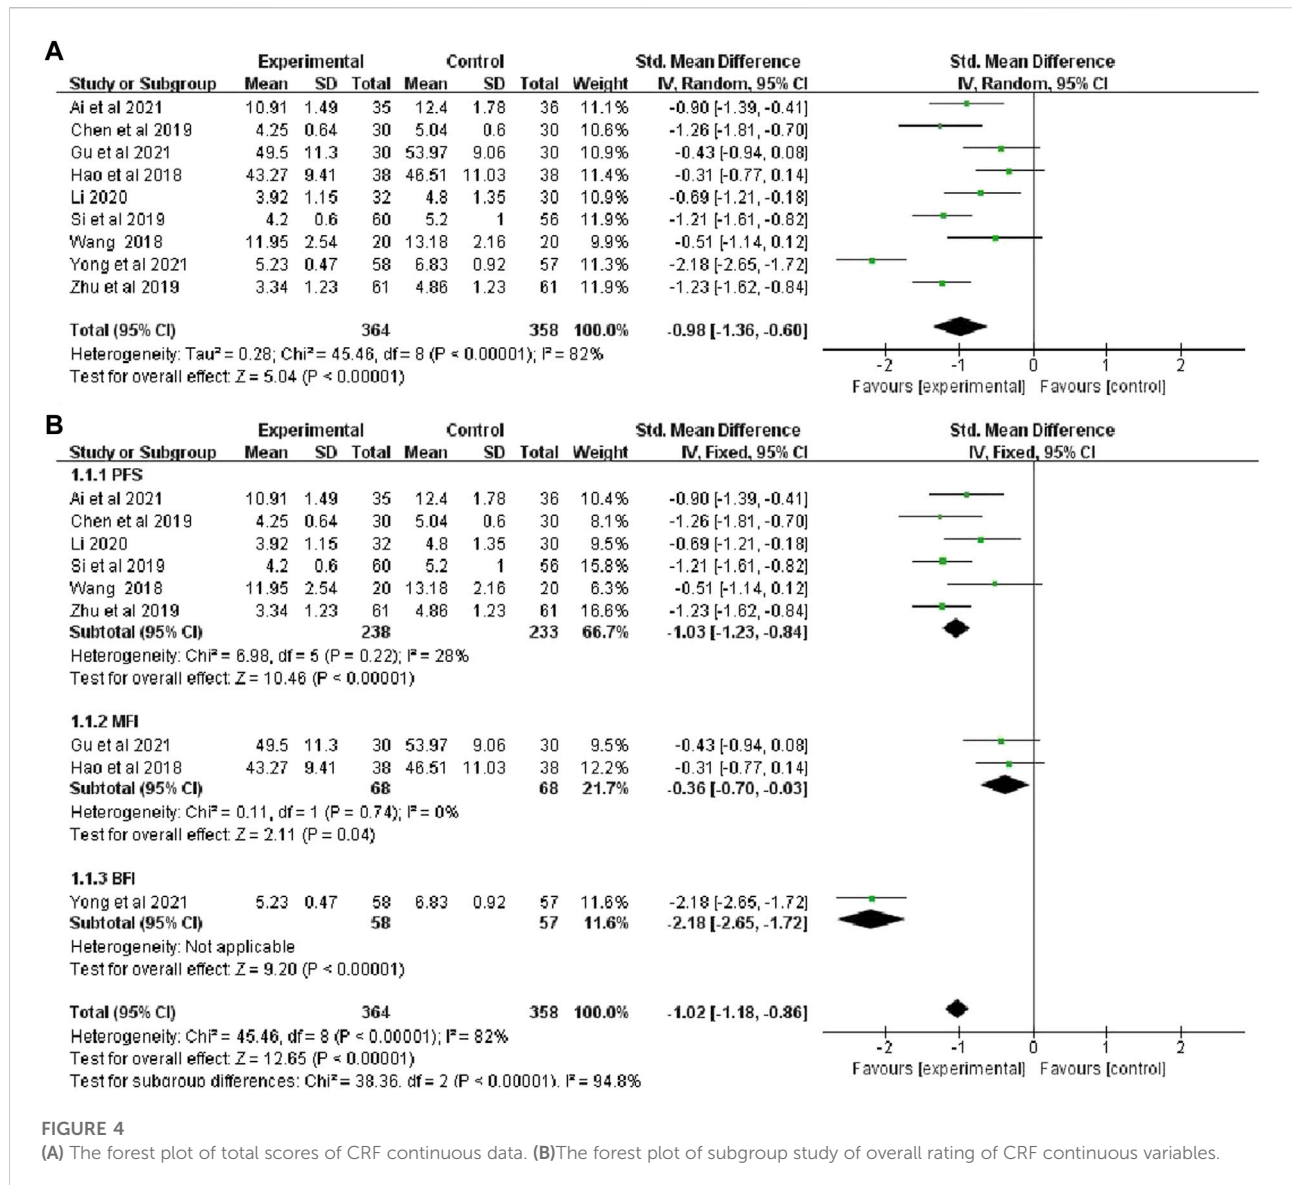 A
Experimental Control Std. Mean Difference Std. Mean Difference
Study or Subgroup Mean SD Total Mean SD Total Weight IV, Random, 95% CI IV, Random, 95% CI
Ai et al 2021 10.91 1.49 35 12.4 1.78 36 11.1% -0.90 [-1.39, -0.41]
Chen et al 2019 4.25 0.64 30 5.04 0.6 30 10.6% -1.26 [-1.81, -0.70]
Gu et al 2021 49.5 11.3 30 53.97 9.06 30 10.9% -0.43 [-0.94, 0.08]
Hao et al 2018 43.27 9.41 38 46.51 11.03 38 11.4% -0.31 [-0.77, 0.14]
Li 2020 3.92 1.15 32 4.8 1.35 30 10.8% -0.69 [-1.21, -0.18]
Si et al 2019 4.2 0.6 60 5.2 1 56 11.9% -1.21 [-1.61, -0.82]
Wang 2018 11.95 2.54 20 13.18 2.16 20 9.9% -0.51 [-1.14, 0.12]
Yong et al 2021 5.23 0.47 58 6.83 0.92 57 11.3% -2.18 [-2.65, -1.72]
Zhu et al 2019 3.34 1.23 61 4.86 1.23 61 11.9% -1.23 [-1.62, -0.84]
Total (95% CI) 364 358 100.0% -0.98 [-1.36, -0.60]
Heterogeneity: Tau² = 0.28; Chi² = 45.46, df = 8 (P < 0.00001); I² = 82%
Test for overall effect: Z = 5.04 (P < 0.00001)
-2 -1 0 1 2
Favours [experimental] Favours [control]
B
Experimental Control Std. Mean Difference Std. Mean Difference
Study or Subgroup Mean SD Total Mean SD Total Weight IV, Fixed, 95% CI IV, Fixed, 95% CI
1.1.1 PFS
Ai et al 2021 10.91 1.49 35 12.4 1.78 36 10.4% -0.90 [-1.39, -0.41]
Chen et al 2019 4.25 0.64 30 5.04 0.6 30 8.1% -1.26 [-1.81, -0.70]
Li 2020 3.92 1.15 32 4.8 1.35 30 9.5% -0.69 [-1.21, -0.18]
Si et al 2019 4.2 0.6 60 5.2 1 56 15.8% -1.21 [-1.61, -0.82]
Wang 2018 11.95 2.54 20 13.18 2.16 20 6.3% -0.51 [-1.14, 0.12]
Zhu et al 2019 3.34 1.23 61 4.86 1.23 61 16.6% -1.23 [-1.62, -0.84]
Subtotal (95% CI) 238 233 66.7% -1.03 [-1.23, -0.84]
Heterogeneity: Chi² = 6.98, df = 5 (P = 0.22); I² = 28%
Test for overall effect: Z = 10.46 (P < 0.00001)
1.1.2 MFI
Gu et al 2021 49.5 11.3 30 53.97 9.06 30 9.5% -0.43 [-0.94, 0.08]
Hao et al 2018 43.27 9.41 38 46.51 11.03 38 12.2% -0.31 [-0.77, 0.14]
Subtotal (95% CI) 68 68 21.7% -0.36 [-0.70, -0.03]
Heterogeneity: Chi² = 0.11, df = 1 (P = 0.74); I² = 0%
Test for overall effect: Z = 2.11 (P = 0.04)
1.1.3 BFI
Yong et al 2021 5.23 0.47 58 6.83 0.92 57 11.6% -2.18 [-2.65, -1.72]
Subtotal (95% CI) 58 57 11.6% -2.18 [-2.65, -1.72]
Heterogeneity: Not applicable
Test for overall effect: Z = 9.20 (P < 0.00001)
Total (95% CI) 364 358 100.0% -1.02 [-1.18, -0.86]
Heterogeneity: Chi² = 45.46, df = 8 (P < 0.00001); I² = 82%
Test for overall effect: Z = 12.65 (P < 0.00001)
Test for subgroup differences: Chi² = 38.36. df = 2 (P < 0.00001). I² = 94.8%
-2 -1 0 1 2
Favours [experimental] Favours [control]
FIGURE 4
(A) The forest plot of total scores of CRF continuous data. (B)The forest plot of subgroup study of overall rating of CRF continuous variables.